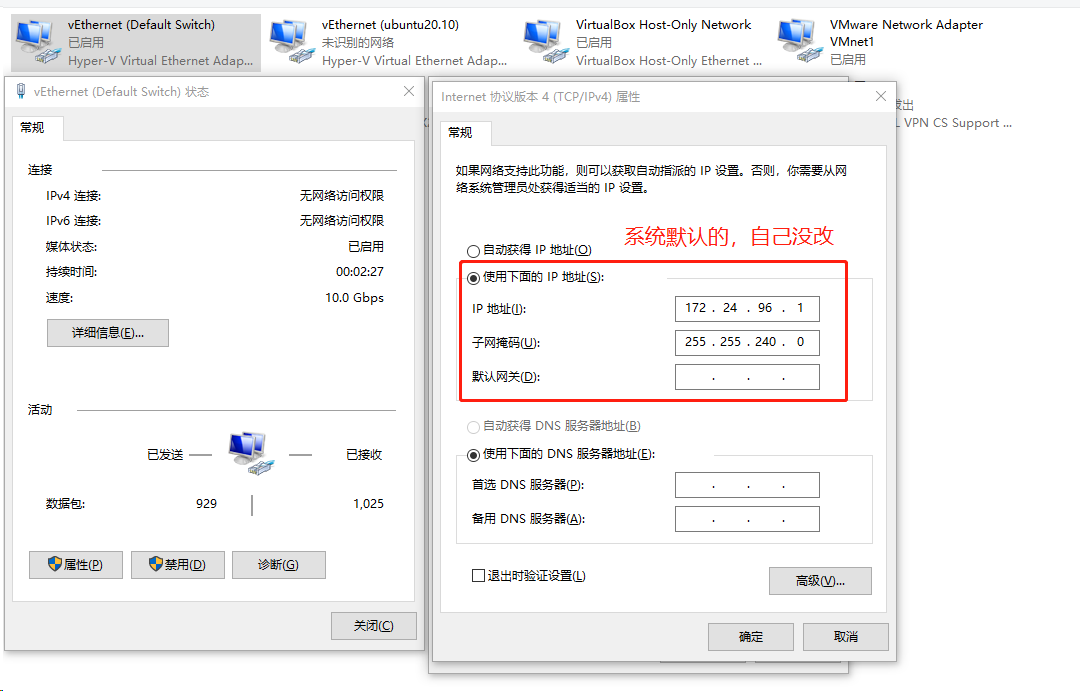 vEthernet (Default Switch)
已启用
Hyper-V Virtual Ethernet Adap...
vEthernet (ubuntu20.10)
未识别的网络
Hyper-V Virtual Ethernet Adap...
VirtualBox Host-Only Network
已启用
VirtualBox Host-Only Ethernet ...
VMware Network Adapter
VMnet1
已启用
VPN CS Support ...
vEthernet (Default Switch) 状态
常规
连接
IPv4 连接: 无网络访问权限
IPv6 连接: 无网络访问权限
媒体状态: 已启用
持续时间: 00:02:27
速度: 10.0 Gbps
详细信息(E)...
活动
已发送 已接收
数据包: 929 1,025
属性(P) 禁用(D) 诊断(G)
关闭(C)
Internet 协议版本 4 (TCP/IPv4) 属性
常规
如果网络支持此功能，则可以获取自动指派的 IP 设置。否则，你需要从网
络系统管理员处获得适当的 IP 设置。
系统默认的，自己没改
自动获得 IP 地址(O)
使用下面的 IP 地址(S):
IP 地址(I): 172 . 24 . 96 . 1
子网掩码(U): 255 . 255 . 240 . 0
默认网关(D): . . .
自动获得 DNS 服务器地址(B)
使用下面的 DNS 服务器地址(E):
首选 DNS 服务器(P): . . .
备用 DNS 服务器(A): . . .
退出时验证设置(L)
高级(V)...
确定 取消